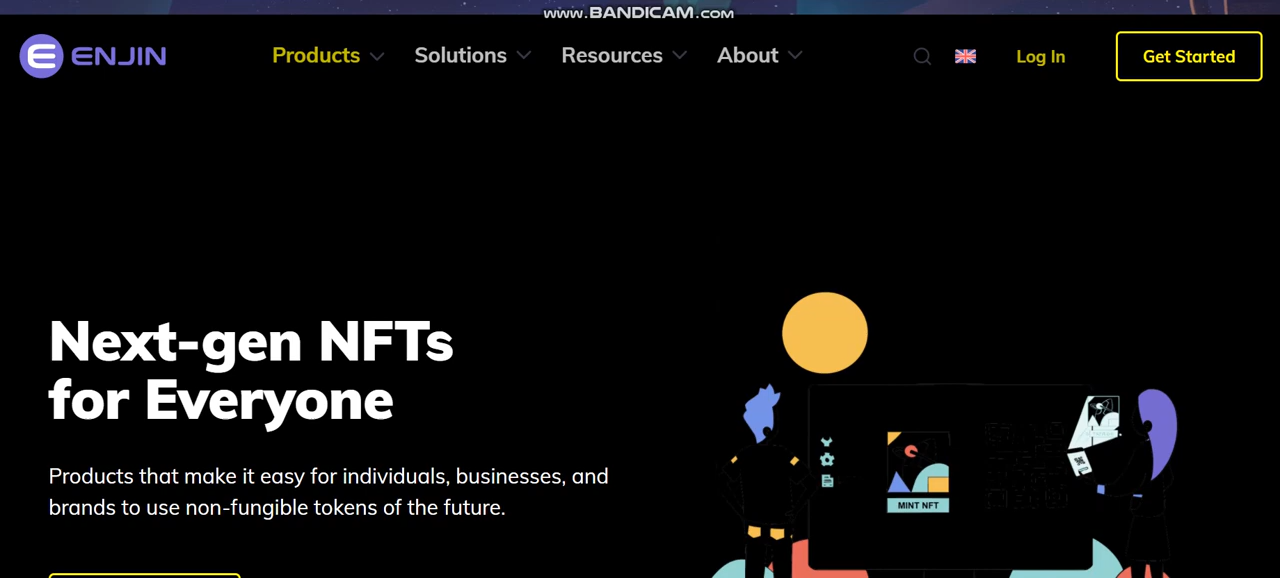 www.BANDICAM.com
ENJIN
Products
Solutions
Resources
About
Log In
Get Started
Next-gen NFTs
for Everyone
Products that make it easy for individuals, businesses, and
brands to use non-fungible tokens of the future.
MINT NFT